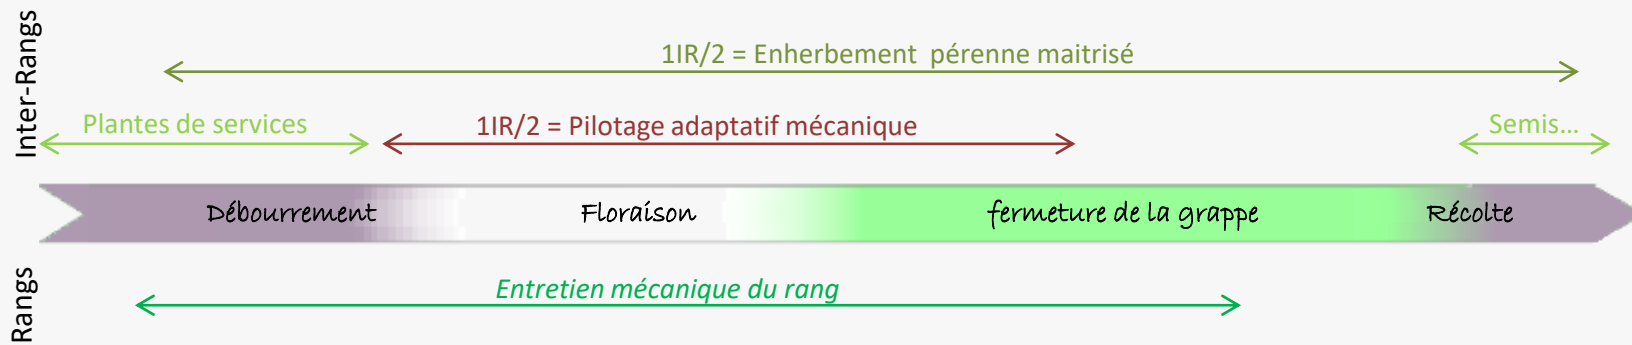 Inter-Rangs
1IR/2 = Enherbement pérenne maitrisé
Plantes de services
1IR/2 = Pilotage adaptatif mécanique
Semis...
Débourrement
Floraison
fermeture de la grappe
Récolte
Rangs
Entretien mécanique du rang